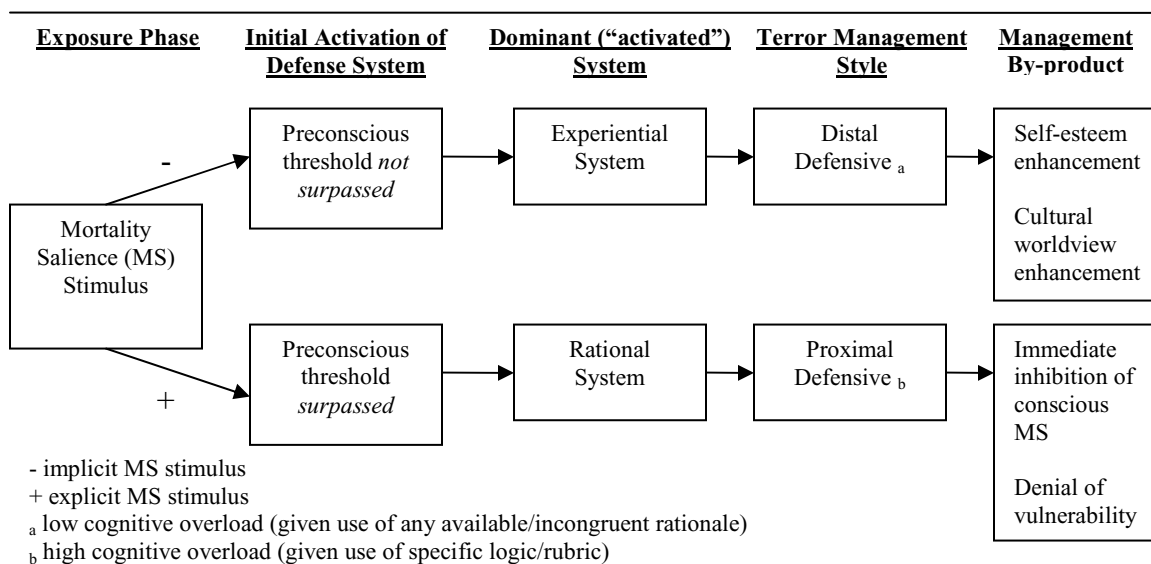 Exposure Phase
Initial Activation of
Defense System
Dominant (“activated”)
System
Terror Management
Style
Management
By-product
Mortality
Salience (MS)
Stimulus
-
+
Preconscious
threshold not
surpassed
Experiential
System
Distal
Defensive a
Self-esteem
enhancement
Cultural
worldview
enhancement
Preconscious
threshold
surpassed
Rational
System
Proximal
Defensive b
Immediate
inhibition of
conscious
MS
Denial of
vulnerability
- implicit MS stimulus
+ explicit MS stimulus
a low cognitive overload (given use of any available/incongruent rationale)
b high cognitive overload (given use of specific logic/rubric)